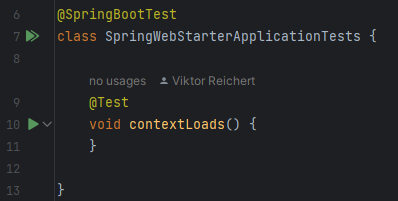 6 @SpringBootTest
7 class SpringWebStarterApplicationTests {
8
no usages Viktor Reichert
9 @Test
10 void contextLoads() {
11 }
12
13 }